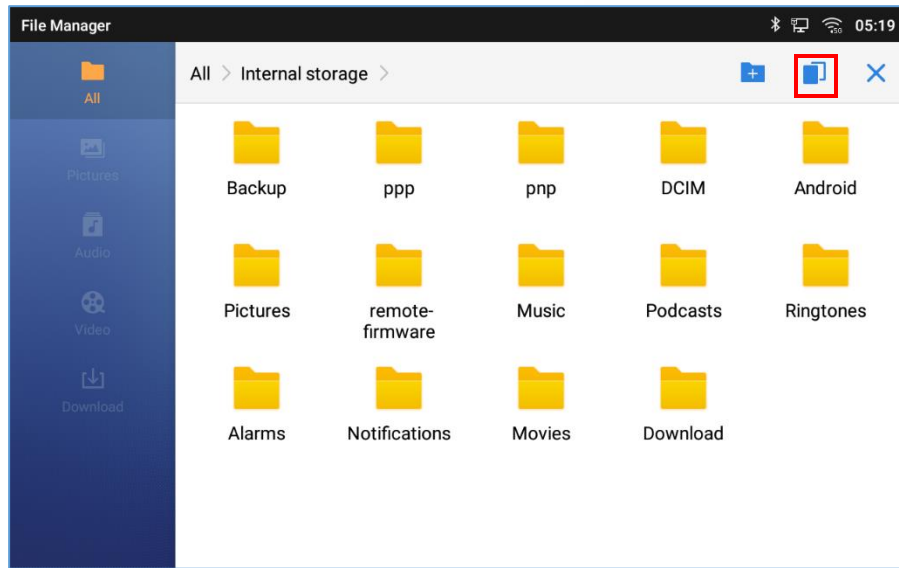 File Manager
05:19
All
All > Internal storage >
Pictures
Audio
Video
Download
Backup
ppp
pnp
DCIM
Android
Pictures
remote-
firmware
Music
Podcasts
Ringtones
Alarms
Notifications
Movies
Download